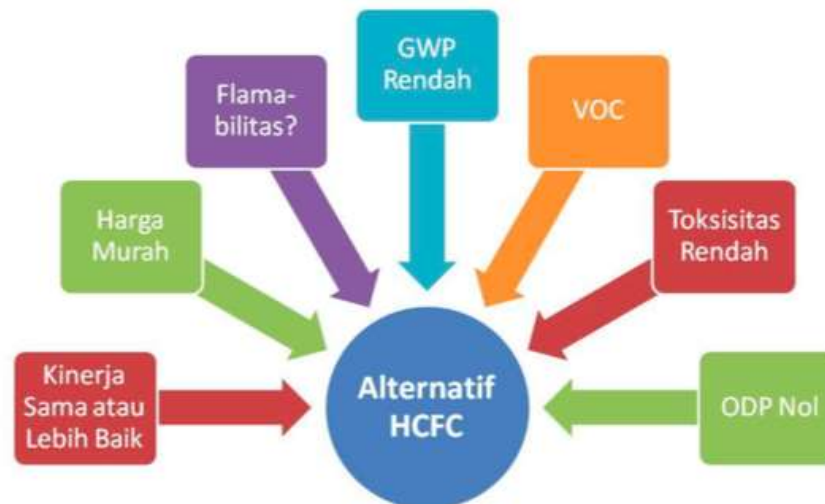 GWP
Rendah
Flama-
bilitas?
VOC
Harga
Murah
Toksisitas
Rendah
Kinerja
Sama atau
Lebih Baik
Alternatif
HCFC
ODP Nol